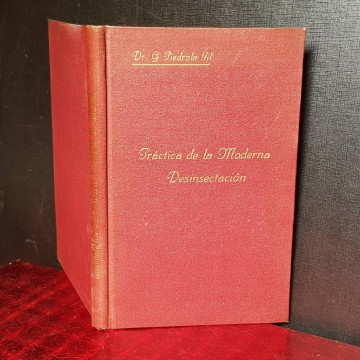 Dr. G Piedrola Gil
Práctica de la Moderna
Desinsectación